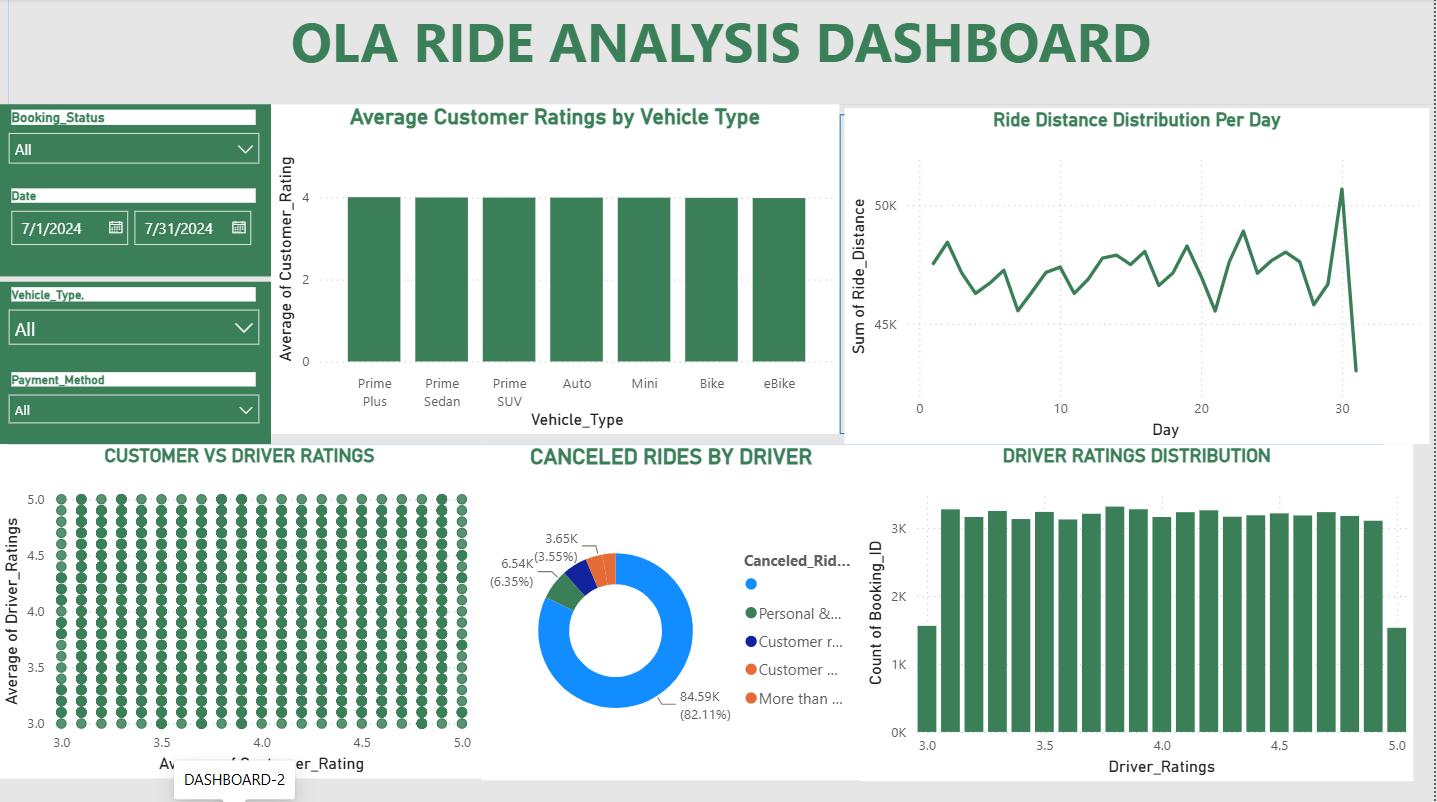 OLA RIDE ANALYSIS DASHBOARD
Booking_Status
All
Date
7/1/2024
7/31/2024
Vehicle_Type,
All
Payment_Method
All
Average Customer Ratings by Vehicle Type
Average of Customer_Rating
4
2
0
Prime Plus
Prime Sedan
Prime SUV
Auto
Mini
Bike
eBike
Vehicle_Type
Ride Distance Distribution Per Day
Sum of Ride_Distance
50K
45K
0
10
20
30
Day
CUSTOMER VS DRIVER RATINGS
Average of Driver_Ratings
5.0
4.5
4.0
3.5
3.0
3.0
3.5
4.0
4.5
5.0
er_Rating
DASHBOARD-2
CANCELED RIDES BY DRIVER
3.65K
(3.55%)
6.54K
(6.35%)
84.59K
(82.11%)
Canceled_Rid...
Personal &...
Customer r...
Customer ...
More than ...
DRIVER RATINGS DISTRIBUTION
Count of Booking_ID
3K
2K
1K
0K
3.0
3.5
4.0
4.5
5.0
Driver_Ratings